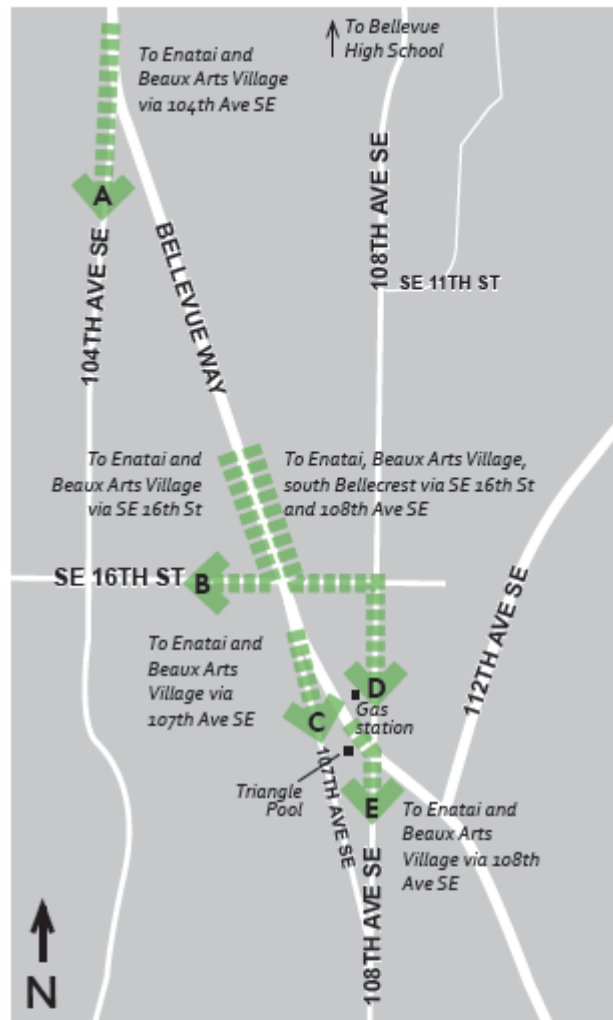 To Enatai and
Beaux Arts Village
via 104th Ave SE
To Bellevue
High School
A
104TH AVE SE
BELLEVUE WAY
108TH AVE SE
SE 11TH ST
To Enatai and
Beaux Arts Village
via SE 16th St
To Enatai, Beaux Arts Village,
south Bellecrest via SE 16th St
and 108th Ave SE
SE 16TH ST
B
112TH AVE SE
To Enatai and
Beaux Arts
Village via
107th Ave SE
C
D
Gas
station
Triangle
Pool
107TH AVE SE
E
To Enatai and
Beaux Arts
Village via 108th
Ave SE
108TH AVE SE
N